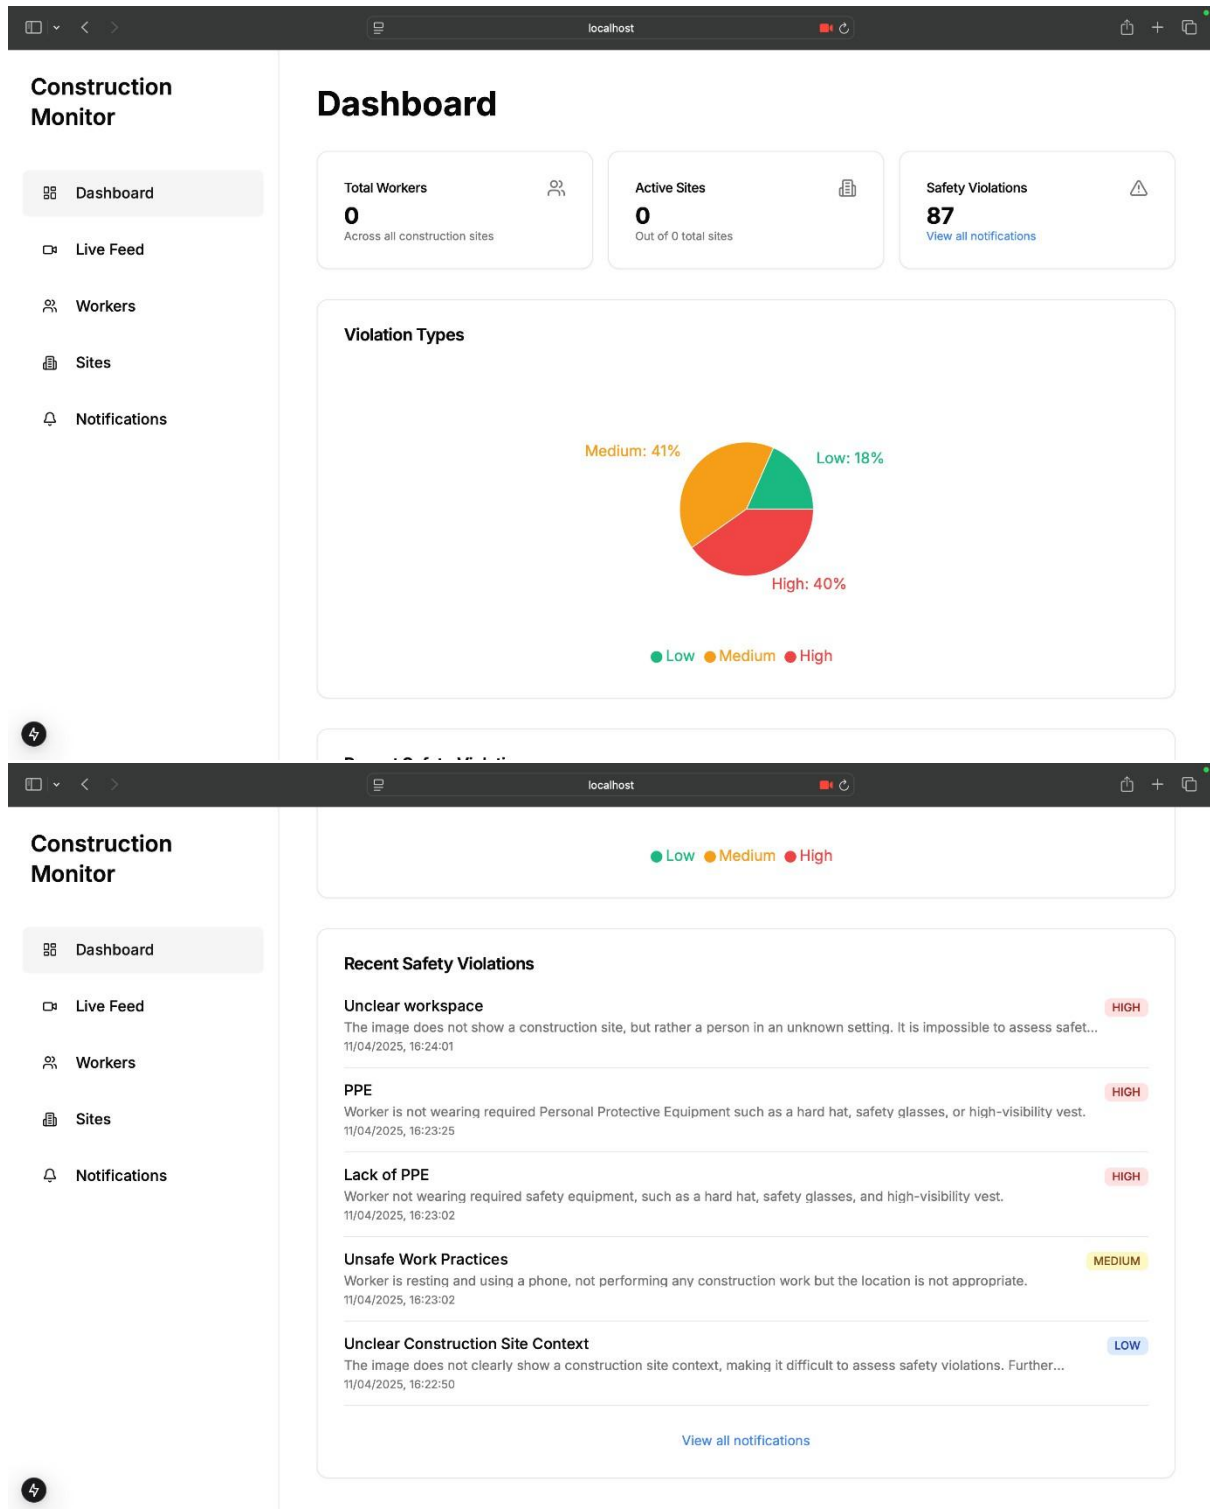 localhost
Construction
Monitor
Dashboard
Live Feed
Workers
Sites
Notifications
Dashboard
Total Workers
0
Across all construction sites
Active Sites
0
Out of 0 total sites
Safety Violations
87
View all notifications
Violation Types
Medium: 41%
Low: 18%
High: 40%
Low Medium High
Recent Safety Violations
localhost
Construction
Monitor
Dashboard
Live Feed
Workers
Sites
Notifications
Low Medium High
Recent Safety Violations
Unclear workspace
HIGH
The image does not show a construction site, but rather a person in an unknown setting. It is impossible to assess safet...
11/04/2025, 16:24:01
PPE
HIGH
Worker is not wearing required Personal Protective Equipment such as a hard hat, safety glasses, or high-visibility vest.
11/04/2025, 16:23:25
Lack of PPE
HIGH
Worker not wearing required safety equipment, such as a hard hat, safety glasses, and high-visibility vest.
11/04/2025, 16:23:02
Unsafe Work Practices
MEDIUM
Worker is resting and using a phone, not performing any construction work but the location is not appropriate.
11/04/2025, 16:23:02
Unclear Construction Site Context
LOW
The image does not clearly show a construction site context, making it difficult to assess safety violations. Further...
11/04/2025, 16:22:50
View all notifications